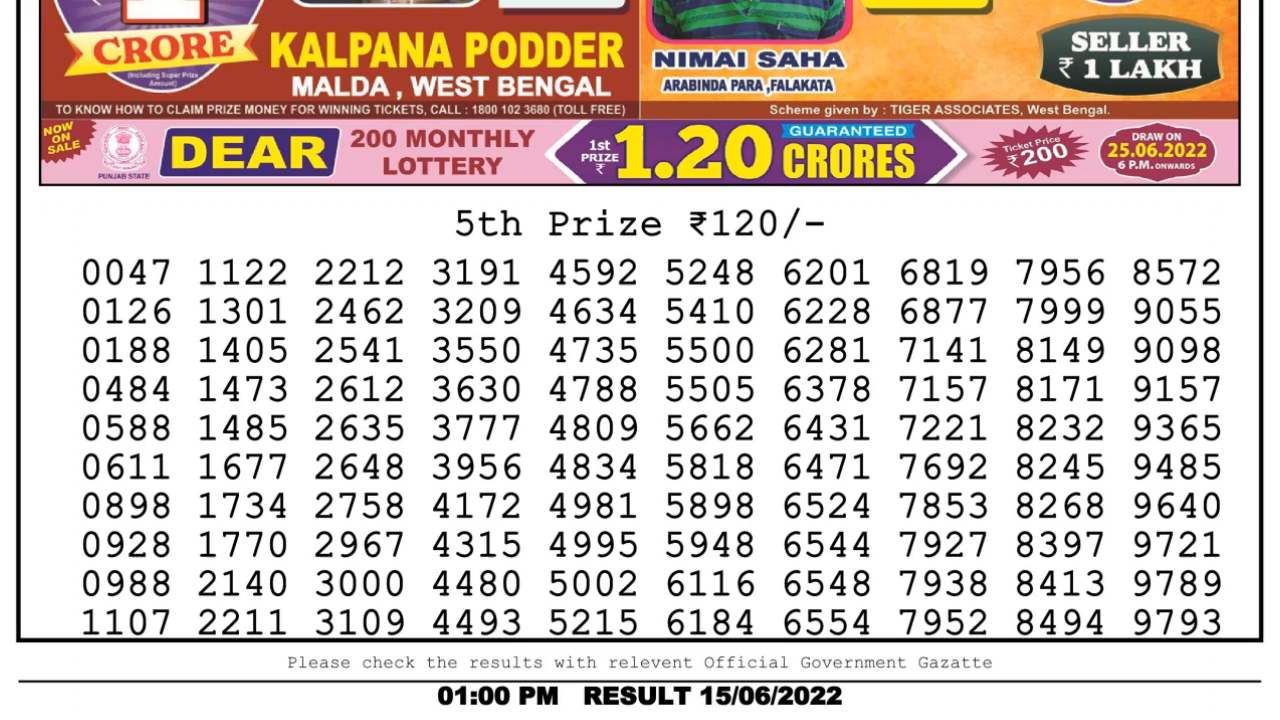 CRORE
(Including Super Prize Amount)
KALPANA PODDER
MALDA , WEST BENGAL
NIMAI SAHA
ARABINDA PARA ,FALAKATA
SELLER
₹ 1 LAKH
TO KNOW HOW TO CLAIM PRIZE MONEY FOR WINNING TICKETS, CALL : 1800 102 3680 (TOLL FREE)
Scheme given by : TIGER ASSOCIATES, West Bengal.
NOW ON SALE
PUNJAB STATE
DEAR
200 MONTHLY
LOTTERY
1st PRIZE ₹
1.20
GUARANTEED
CRORES
Ticket Price
₹200
DRAW ON
25.06.2022
6 P.M. ONWARDS
5th Prize ₹120/-
0047 1122 2212 3191 4592 5248 6201 6819 7956 8572
0126 1301 2462 3209 4634 5410 6228 6877 7999 9055
0188 1405 2541 3550 4735 5500 6281 7141 8149 9098
0484 1473 2612 3630 4788 5505 6378 7157 8171 9157
0588 1485 2635 3777 4809 5662 6431 7221 8232 9365
0611 1677 2648 3956 4834 5818 6471 7692 8245 9485
0898 1734 2758 4172 4981 5898 6524 7853 8268 9640
0928 1770 2967 4315 4995 5948 6544 7927 8397 9721
0988 2140 3000 4480 5002 6116 6548 7938 8413 9789
1107 2211 3109 4493 5215 6184 6554 7952 8494 9793
Please check the results with relevent Official Government Gazatte
01:00 PM RESULT 15/06/2022